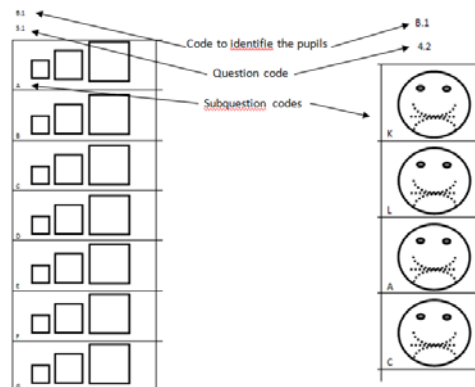 B.1
5.1
Code to identifie the pupils
B.1
Question code
4.2
Subquestion codes
A
B
C
D
E
F
G
K
L
A
C